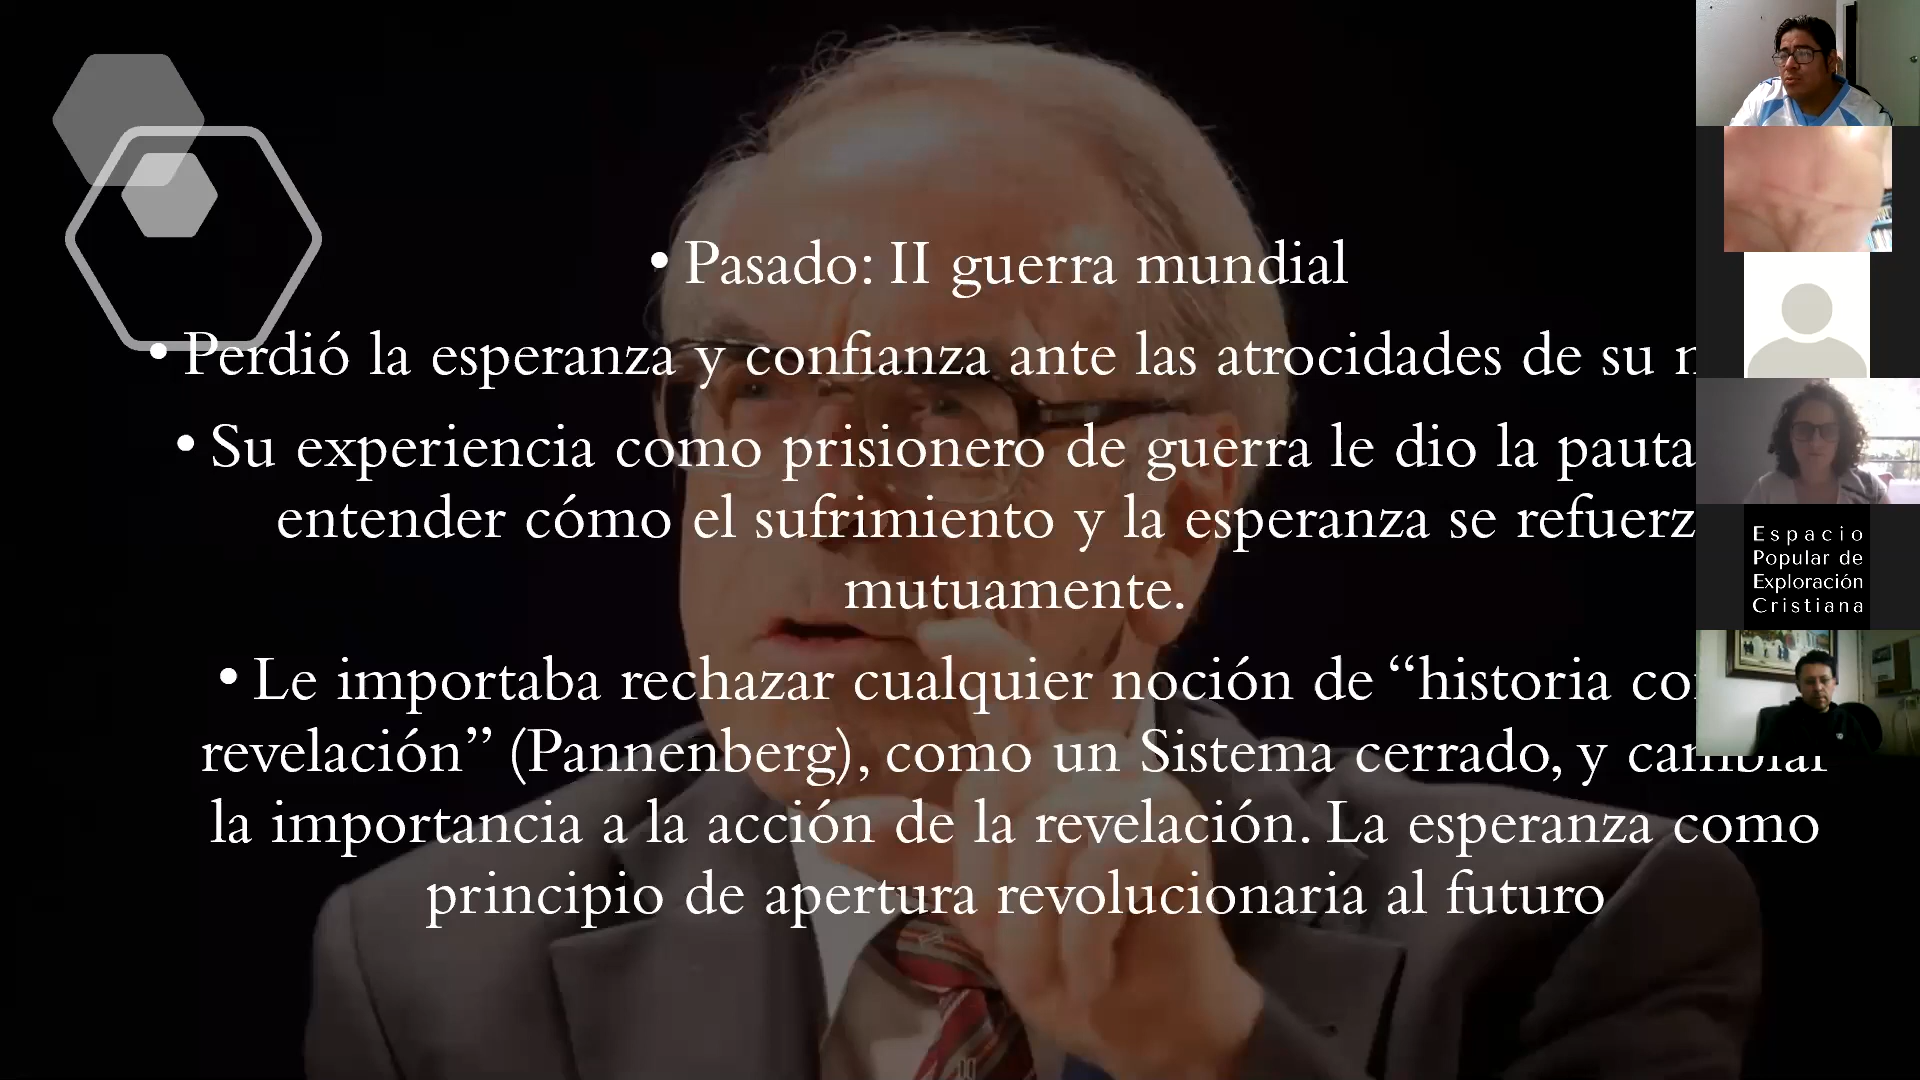 • Pasado: II guerra mundial
• Perdió la esperanza y confianza ante las atrocidades de su
• Su experiencia como prisionero de guerra le dio la pauta
entender cómo el sufrimiento y la esperanza se
mutuamente.
• Le importaba rechazar cualquier noción de “historia
revelación” (Pannenberg), como un Sistema cerrado, y cambiar
la importancia a la acción de la revelación. La esperanza como
principio de apertura revolucionaria al futuro
Espacio
Popular de
Exploración
Cristiana